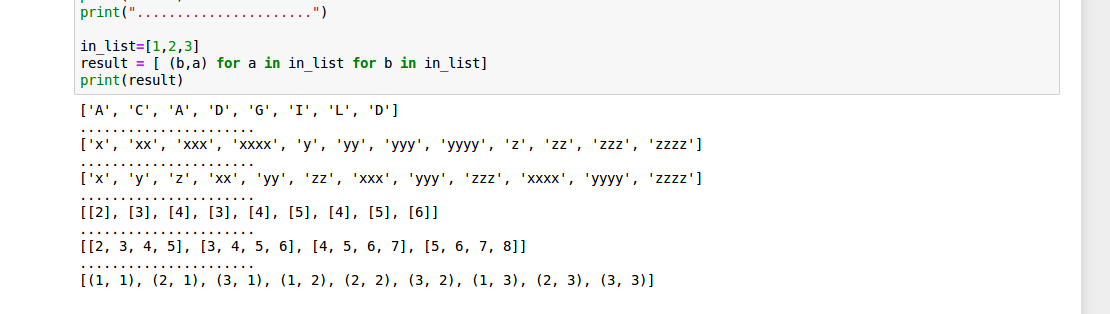 print("......................")
in_list=[1,2,3]
result = [ (b,a) for a in in_list for b in in_list]
print(result)
['A', 'C', 'A', 'D', 'G', 'I', 'L', 'D']
......................
['x', 'xx', 'xxx', 'xxxx', 'y', 'yy', 'yyy', 'yyyy', 'z', 'zz', 'zzz', 'zzzz']
......................
['x', 'y', 'z', 'xx', 'yy', 'zz', 'xxx', 'yyy', 'zzz', 'xxxx', 'yyyy', 'zzzz']
......................
[[2], [3], [4], [3], [4], [5], [4], [5], [6]]
......................
[[2, 3, 4, 5], [3, 4, 5, 6], [4, 5, 6, 7], [5, 6, 7, 8]]
......................
[(1, 1), (2, 1), (3, 1), (1, 2), (2, 2), (3, 2), (1, 3), (2, 3), (3, 3)]